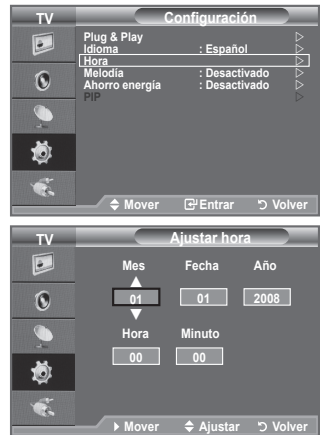 TV Configuración
Plug & Play
Idioma : Español
Hora
Melodía : Desactivado
Ahorro energía : Desactivado
PIP
Mover Entrar Volver
TV Ajustar hora
Mes Fecha Año
01 01 2008
Hora Minuto
00 00
Mover Ajustar Volver